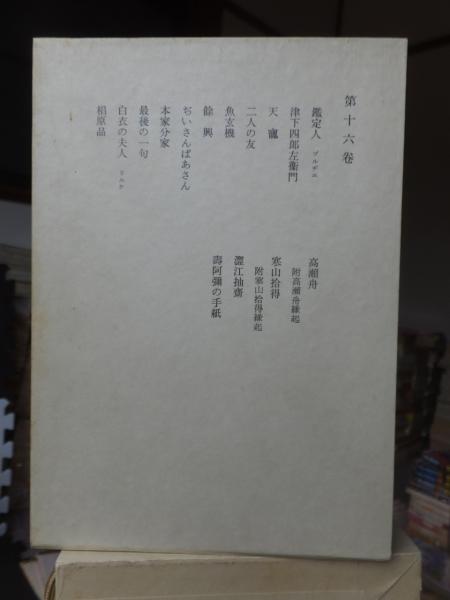 第十六卷
鑑定人 ブルヂエ
津下四郎左衞門
天寵
二人の友
魚玄機
餘興
ぢいさんばあさん
本家分家
最後の一句
白衣の夫人 リルケ
椙原品
高瀬舟
附高瀬舟緣起
寒山拾得
附寒山拾得緣起
澀江抽齋
壽阿彌の手紙